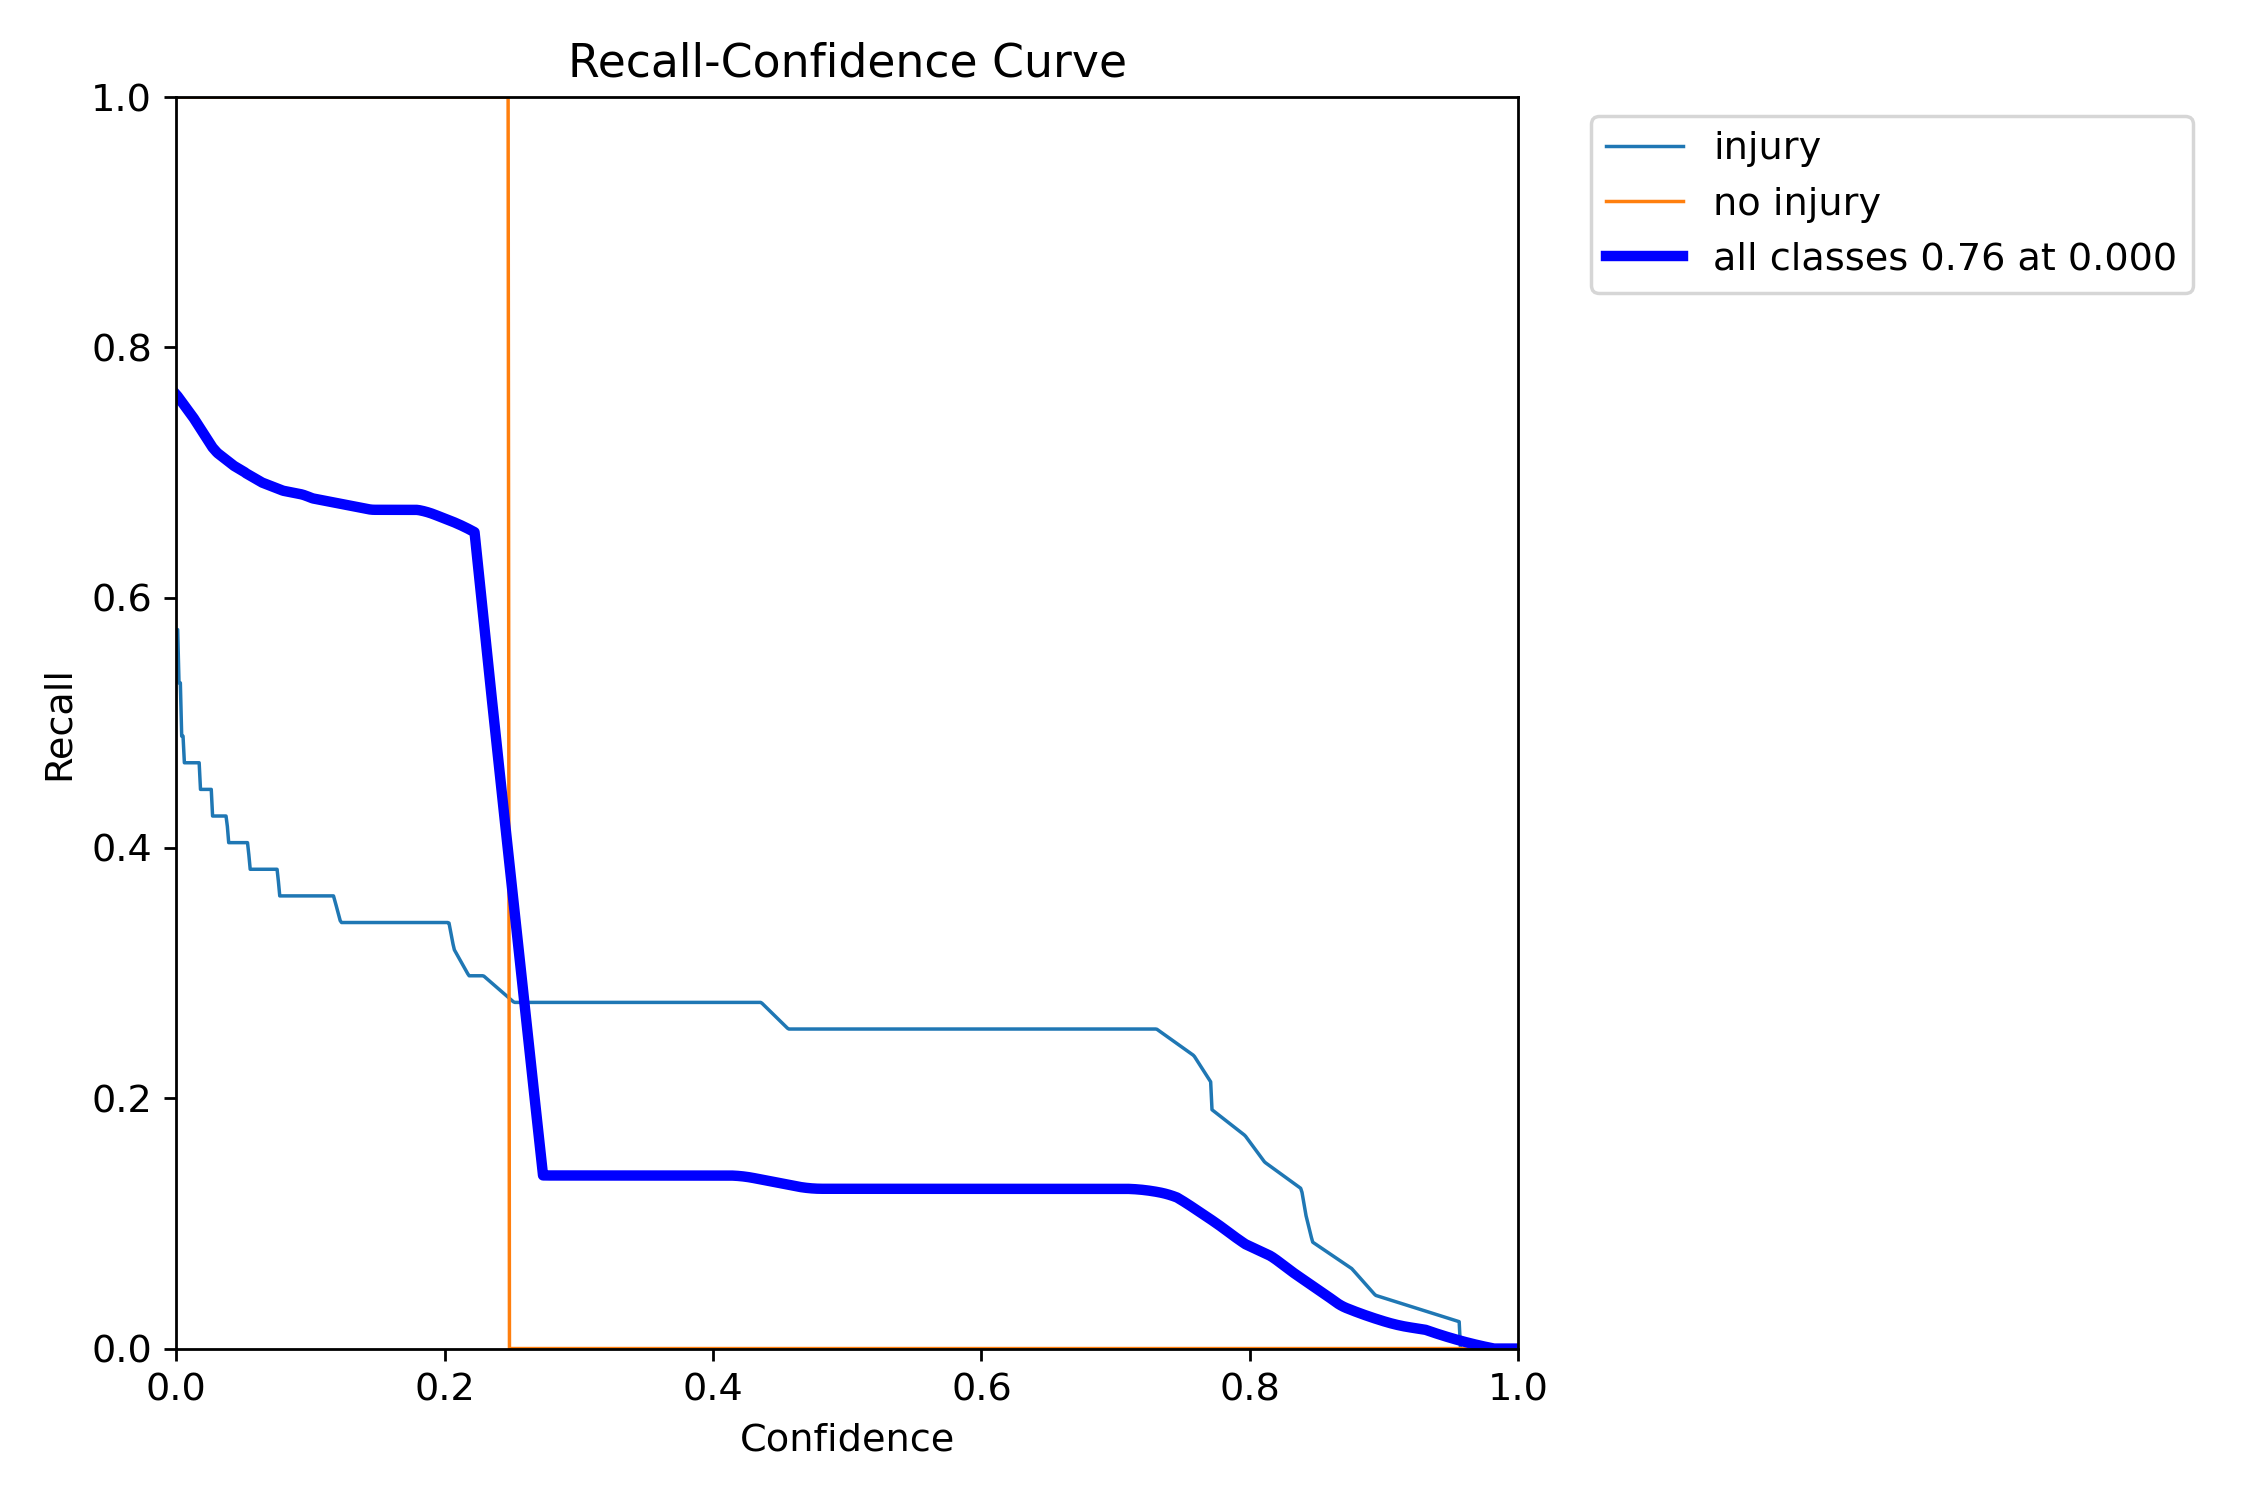 Recall-Confidence Curve
1.0
0.8
0.6
0.4
0.2
0.0
Recall
0.0 0.2 0.4 0.6 0.8 1.0
Confidence
injury
no injury
all classes 0.76 at 0.000